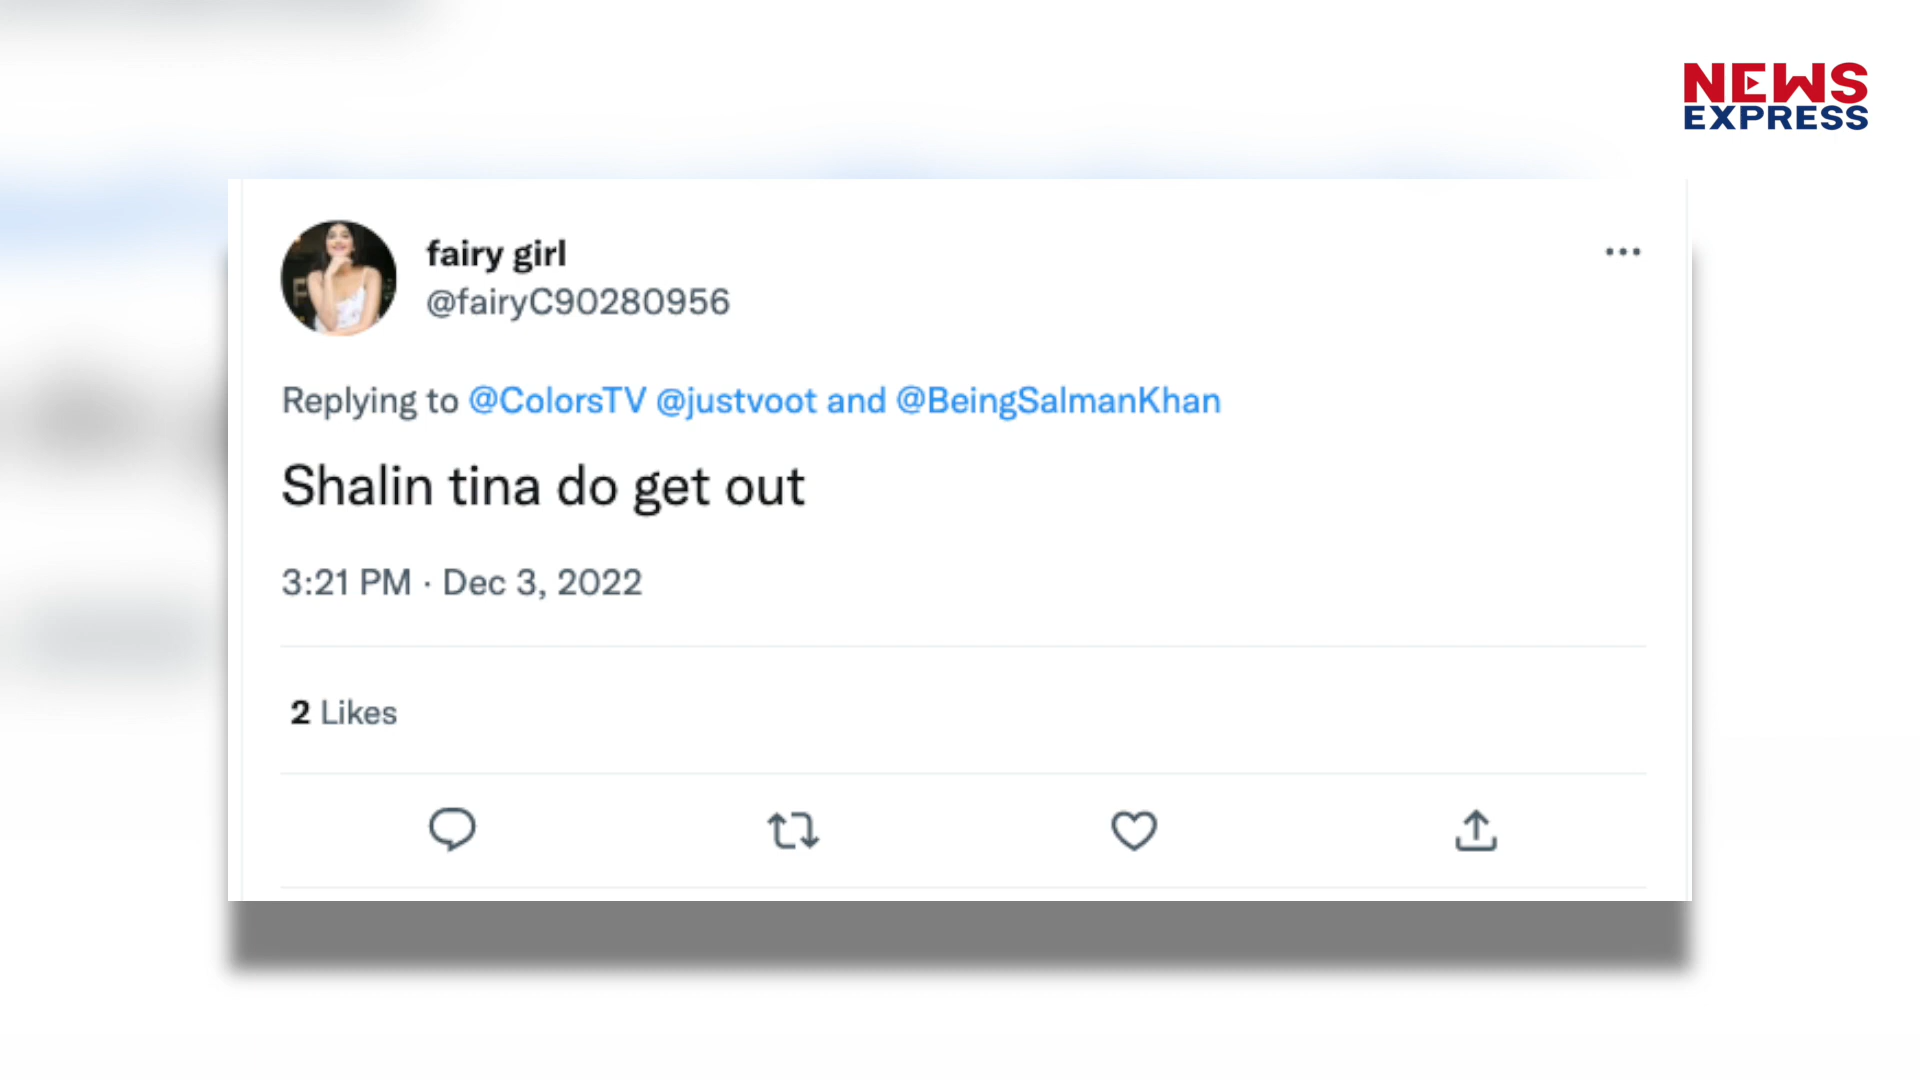 NEWS
EXPRESS
fairy girl
@fairyC90280956
Replying to @ColorsTV @justvoot and @BeingSalmanKhan
Shalin tina do get out
3:21 PM · Dec 3, 2022
2 Likes